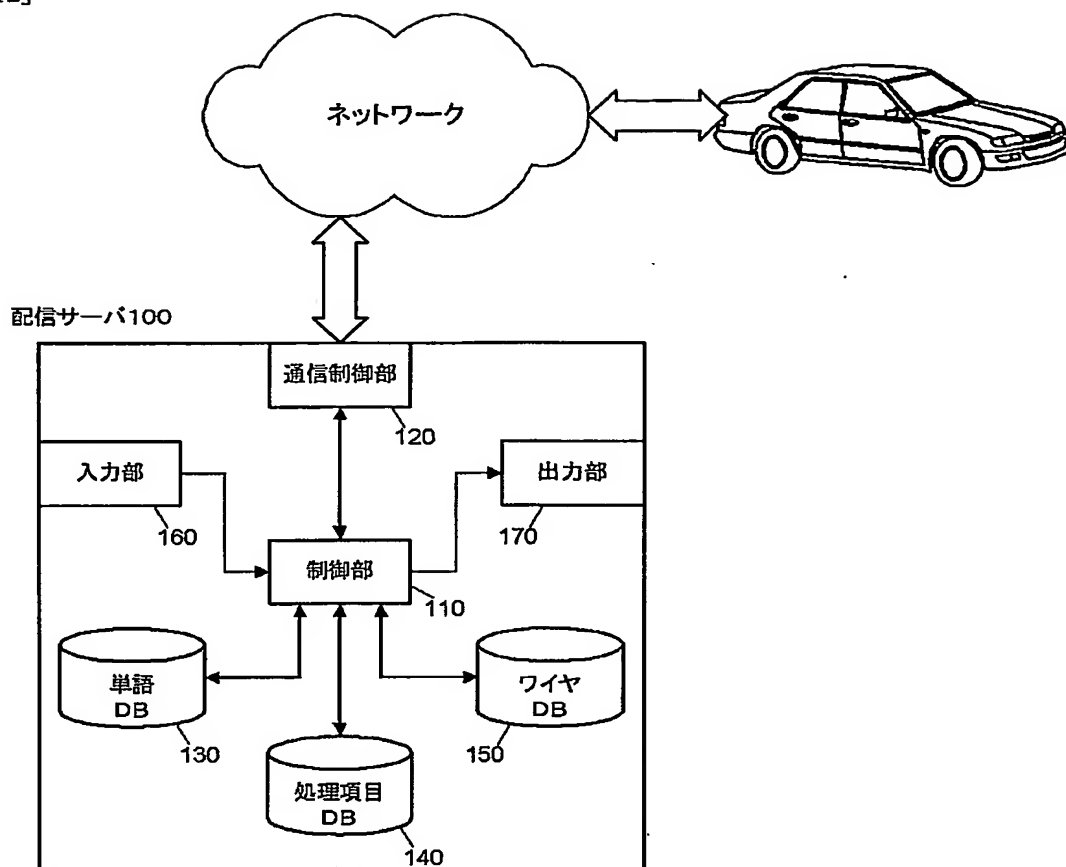 ネットワーク
配信サーバ100
通信制御部
120
入力部
160
出力部
170
制御部
110
単語
DB
130
処理項目
DB
140
ワイヤ
DB
150